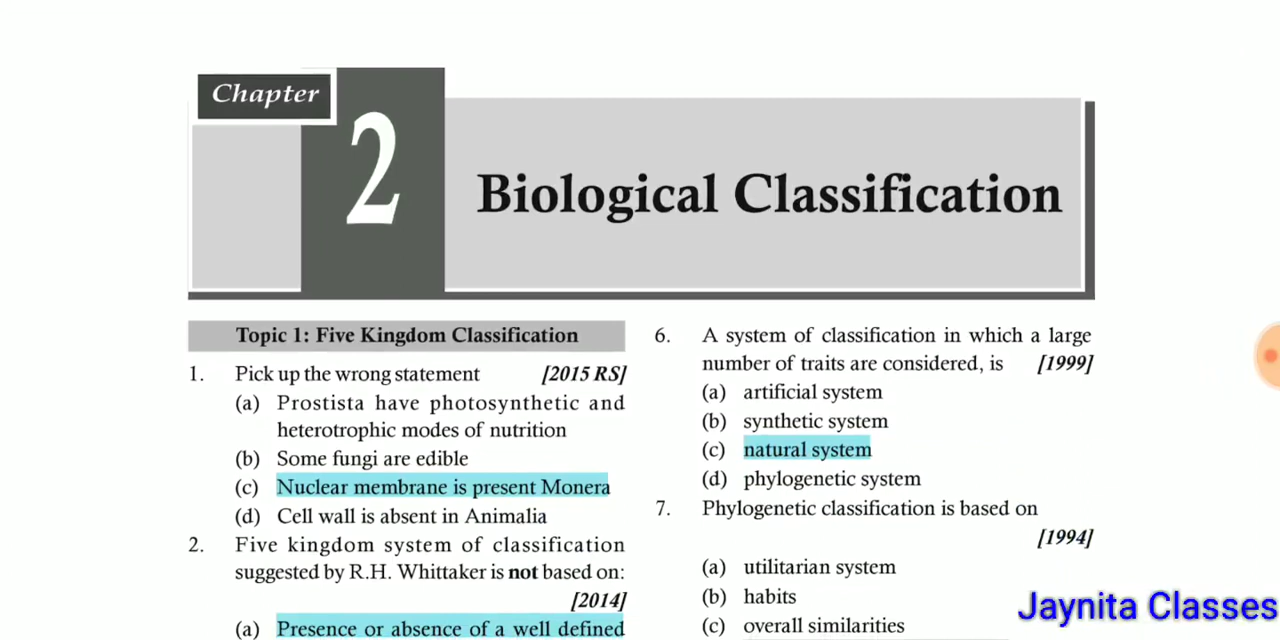 Chapter
2
Biological Classification
Topic 1: Five Kingdom Classification
1. Pick up the wrong statement [2015 RS]
(a) Prostista have photosynthetic and
heterotrophic modes of nutrition
(b) Some fungi are edible
(c) Nuclear membrane is present Monera
(d) Cell wall is absent in Animalia
2. Five kingdom system of classification
suggested by R.H. Whittaker is not based on:
[2014]
(a) Presence or absence of a well defined
6. A system of classification in which a large
number of traits are considered, is [1999]
(a) artificial system
(b) synthetic system
(c) natural system
(d) phylogenetic system
7. Phylogenetic classification is based on
[1994]
(a) utilitarian system
(b) habits
(c) overall similarities
Jaynita Classes